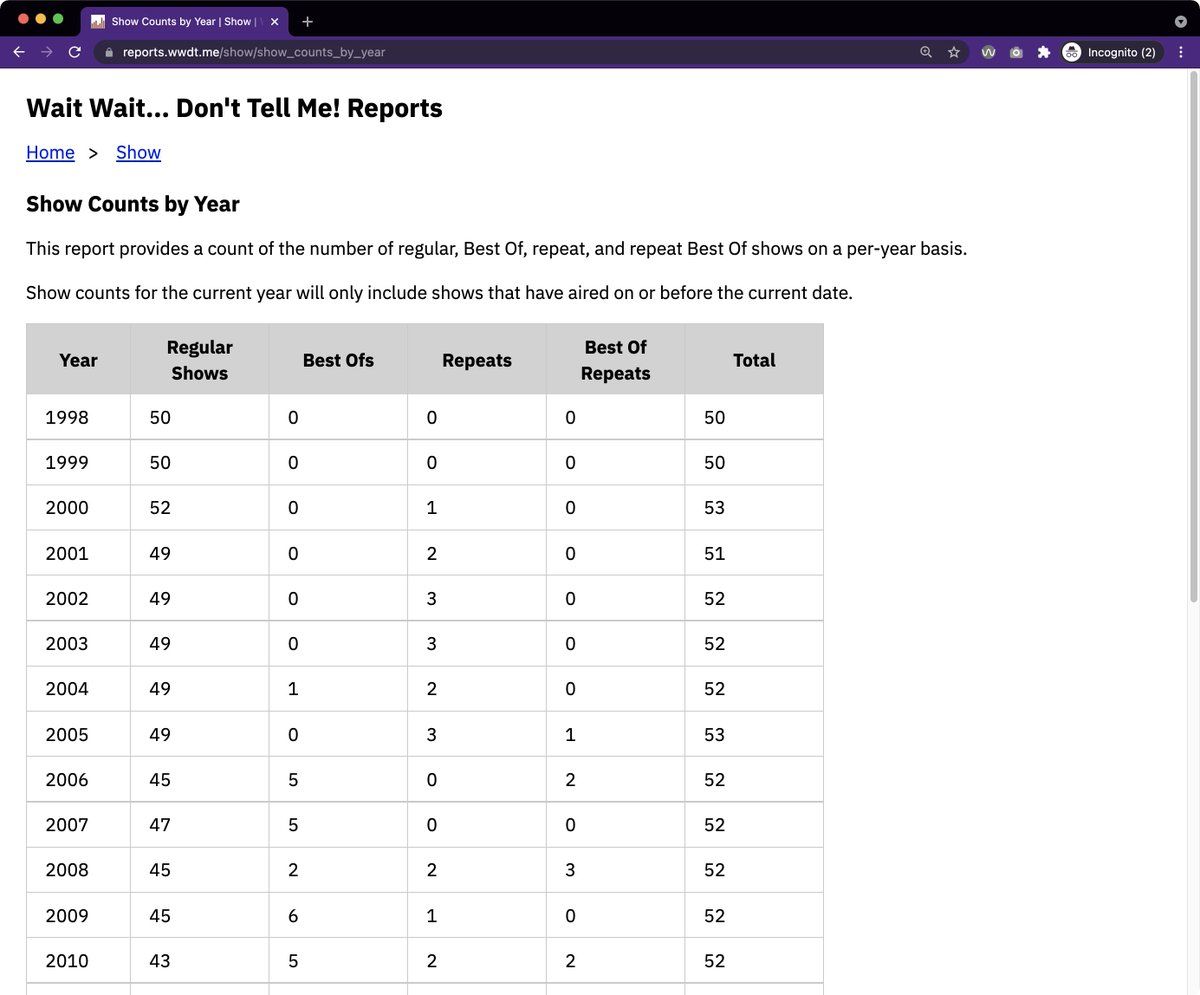 Show Counts by Year | Show |
reports.wwdt.me/show/show_counts_by_year
Incognito (2)
Wait Wait... Don't Tell Me! Reports
Home > Show
Show Counts by Year
This report provides a count of the number of regular, Best Of, repeat, and repeat Best Of shows on a per-year basis.
Show counts for the current year will only include shows that have aired on or before the current date.
Year Regular Shows Best Ofs Repeats Best Of Repeats Total
1998 50 0 0 0 50
1999 50 0 0 0 50
2000 52 0 1 0 53
2001 49 0 2 0 51
2002 49 0 3 0 52
2003 49 0 3 0 52
2004 49 1 2 0 52
2005 49 0 3 1 53
2006 45 5 0 2 52
2007 47 5 0 0 52
2008 45 2 2 3 52
2009 45 6 1 0 52
2010 43 5 2 2 52